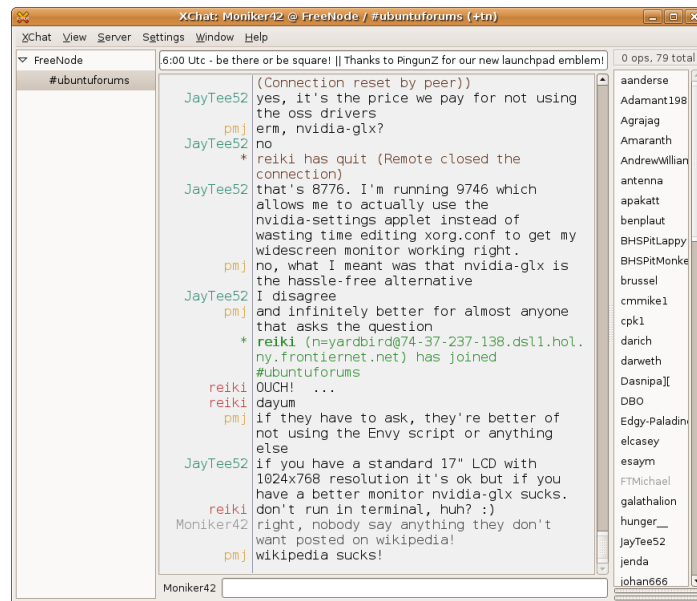 XChat: Moniker42 @ FreeNode / #ubuntuforums (+tn)
XChat View Server Settings Window Help
FreeNode
#ubuntuforums
6:00 Utc - be there or be square! || Thanks to PingunZ for our new launchpad emblem!
0 ops, 79 total
(Connection reset by peer))
JayTee52 yes, it's the price we pay for not using
the oss drivers
pmj erm, nvidia-glx?
JayTee52 no
* reiki has quit (Remote closed the
connection)
JayTee52 that's 8776. I'm running 9746 which
allows me to actually use the
nvidia-settings applet instead of
wasting time editing xorg.conf to get my
widescreen monitor working right.
pmj no, what I meant was that nvidia-glx is
the hassle-free alternative
JayTee52 I disagree
pmj and infinitely better for almost anyone
that asks the question
* reiki (n=yardbird@74-37-237-138.dsl1.hol.
ny.frontiernet.net) has joined
#ubuntuforums
reiki OUCH! ...
reiki dayum
pmj if they have to ask, they're better of
not using the Envy script or anything
else
JayTee52 if you have a standard 17" LCD with
1024x768 resolution it's ok but if you
have a better monitor nvidia-glx sucks.
reiki don't run in terminal, huh? :)
Moniker42 right, nobody say anything they don't
want posted on wikipedia!
pmj wikipedia sucks!
Moniker42
aanderse
Adamant198
Agrajag
Amaranth
AndrewWillian
antenna
apakatt
benplaut
BHSPitLappy
BHSPitMonke
brussel
cmmike1
cpk1
darich
darweth
Dasnipa][
DBO
Edgy-Paladin
elcasey
esaym
FTMichael
galathalion
hunger__
JayTee52
jenda
johan666